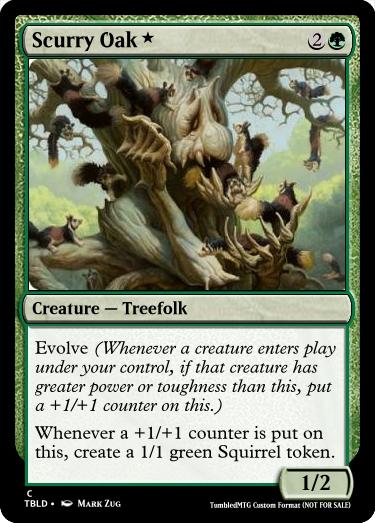 Scurry Oak ★ 2
Creature — Treefolk
Evolve (Whenever a creature enters play
under your control, if that creature has
greater power or toughness than this, put
a +1/+1 counter on this.)
Whenever a +1/+1 counter is put on
this, create a 1/1 green Squirrel token.
1/2
C
TBLD • Mark Zug
TumbledMTG Custom Format (NOT FOR SALE)